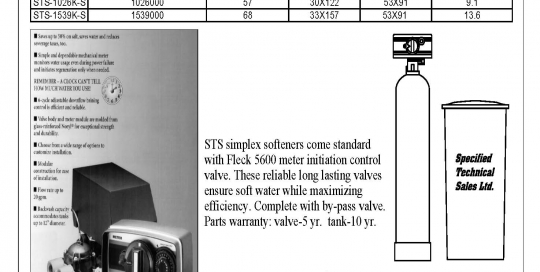 STS-1026K-S 1026000 57 30X122 53X91 9.1
STS-1539K-S 1539000 68 33X157 53X91 13.6
Saves up to 50% on salt, saves water and reduces
sewerage taxes, too.
Simple and dependable mechanical meter
monitors water usage even during power failure
and initiates regeneration only when needed.
REMEMBER – A CLOCK CAN'T TELL
HOW MUCH WATER YOU USE
6-cycle adjustable downflow brining
control is efficient and reliable.
Valve body and meter module are molded from
glass-reinforced Noryl® for exceptional strength
and durability.
Choose from a wide range of options to
customize installation.
Modular
construction for ease
of installation.
Flow rate up to
20 gpm
Backwash capacity
accommodates tanks
up to 12" diameter.
STS simplex softeners come standard
with Fleck 5600 meter initiation control
valve. These reliable long lasting valves
ensure soft water while maximizing
efficiency. Complete with by-pass valve.
Parts warranty: valve-5 yr. tank-10 yr.
Specified
Technical
Sales Ltd.